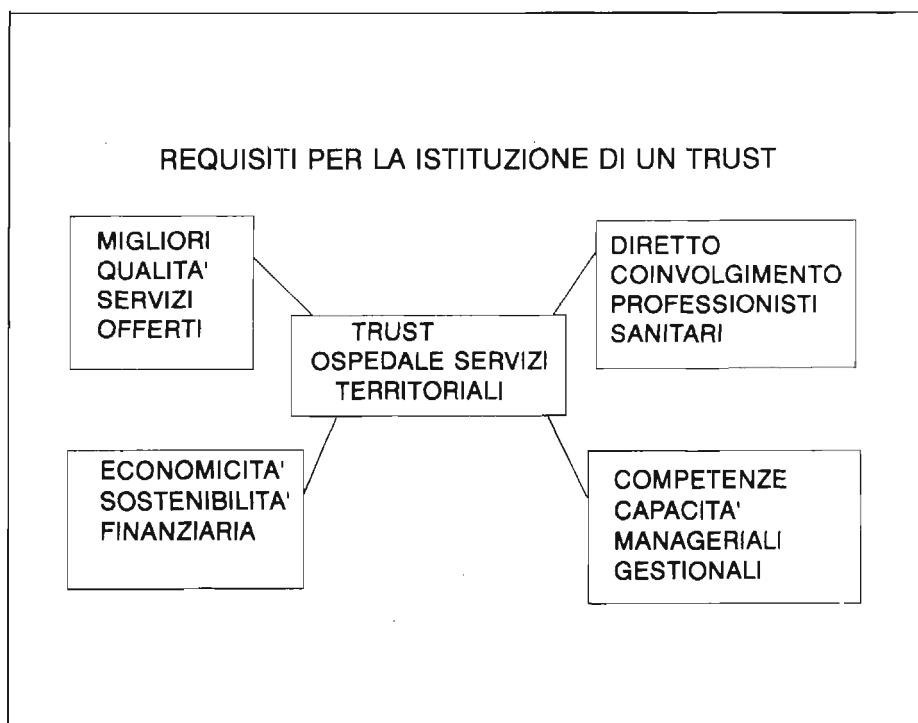 REQUISITI PER LA ISTITUZIONE DI UN TRUST
MIGLIORI
QUALITA'
SERVIZI
OFFERTI
DIRETTO
COINVOLGIMENTO
PROFESSIONISTI
SANITARI
TRUST
OSPEDALE SERVIZI
TERRITORIALI
ECONOMICITA'
SOSTENIBILITA'
FINANZIARIA
COMPETENZE
CAPACITA'
MANAGERIALI
GESTIONALI